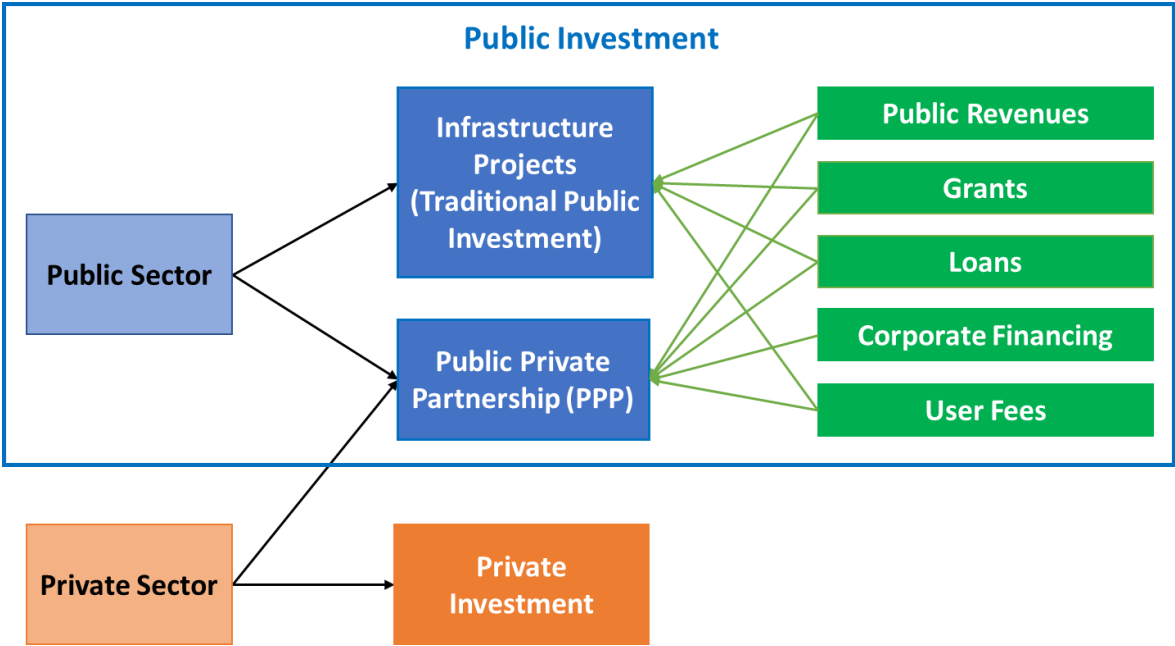 Public Investment
Infrastructure
Projects
(Traditional Public
Investment)
Public Sector
Public Private
Partnership (PPP)
Public Revenues
Grants
Loans
Corporate Financing
User Fees
Private Sector
Private
Investment